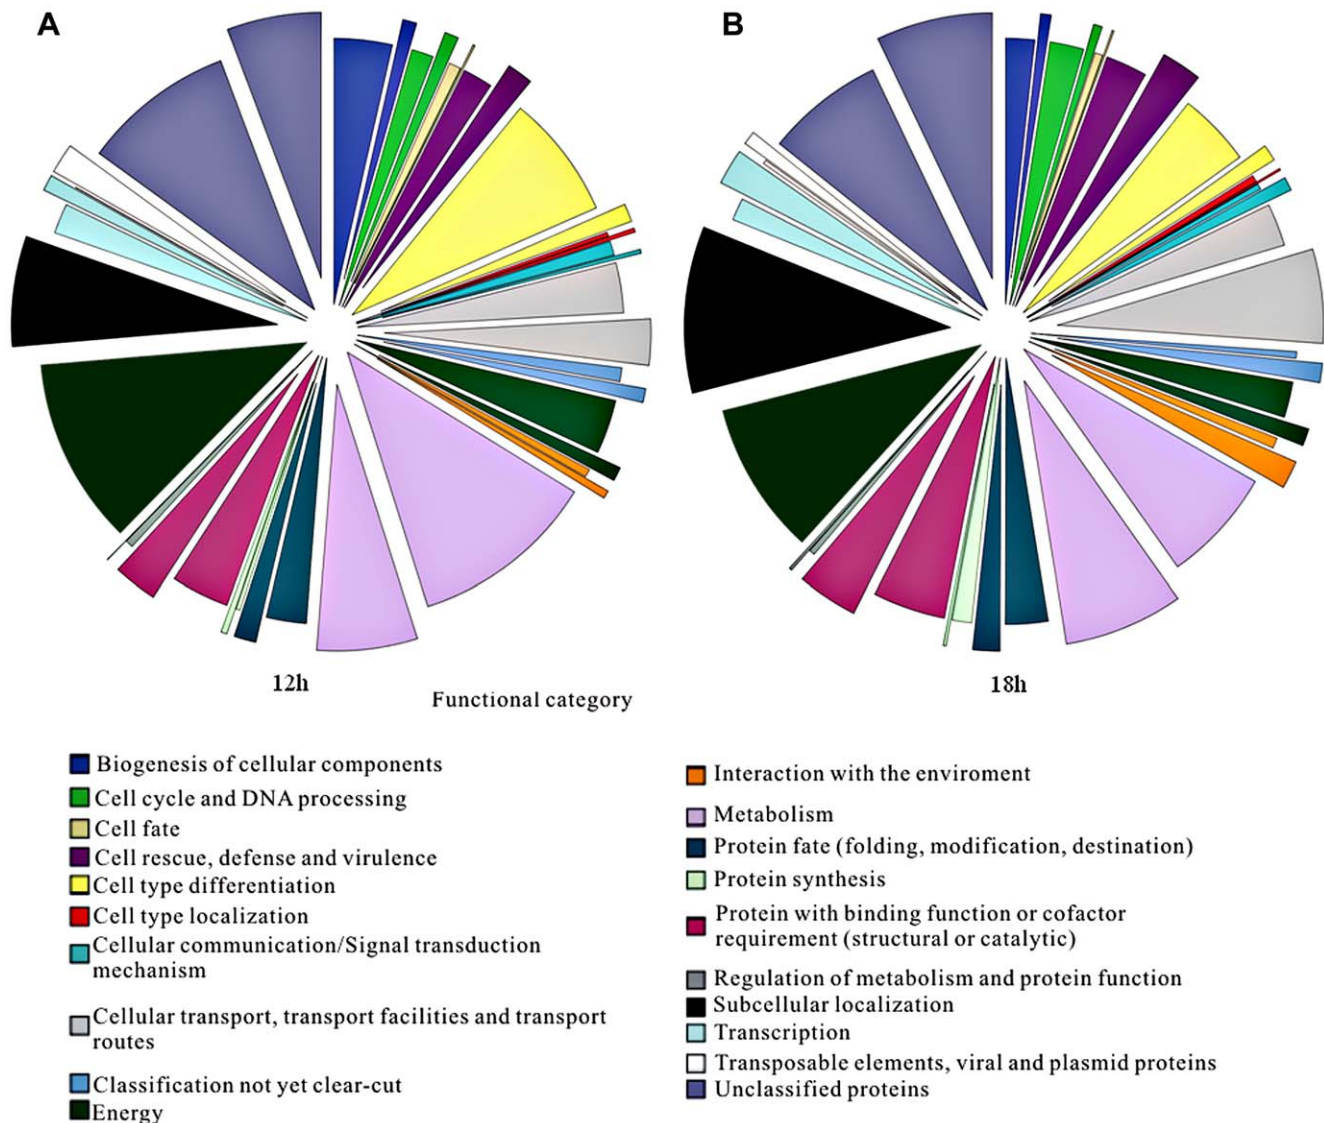 A
B
12h
18h
Functional category
Biogenesis of cellular components
Cell cycle and DNA processing
Cell fate
Cell rescue, defense and virulence
Cell type differentiation
Cell type localization
Cellular communication/Signal transduction
mechanism
Cellular transport, transport facilities and transport
routes
Classification not yet clear-cut
Energy
Interaction with the enviroment
Metabolism
Protein fate (folding, modification, destination)
Protein synthesis
Protein with binding function or cofactor
requirement (structural or catalytic)
Regulation of metabolism and protein function
Subcellular localization
Transcription
Transposable elements, viral and plasmid proteins
Unclassified proteins